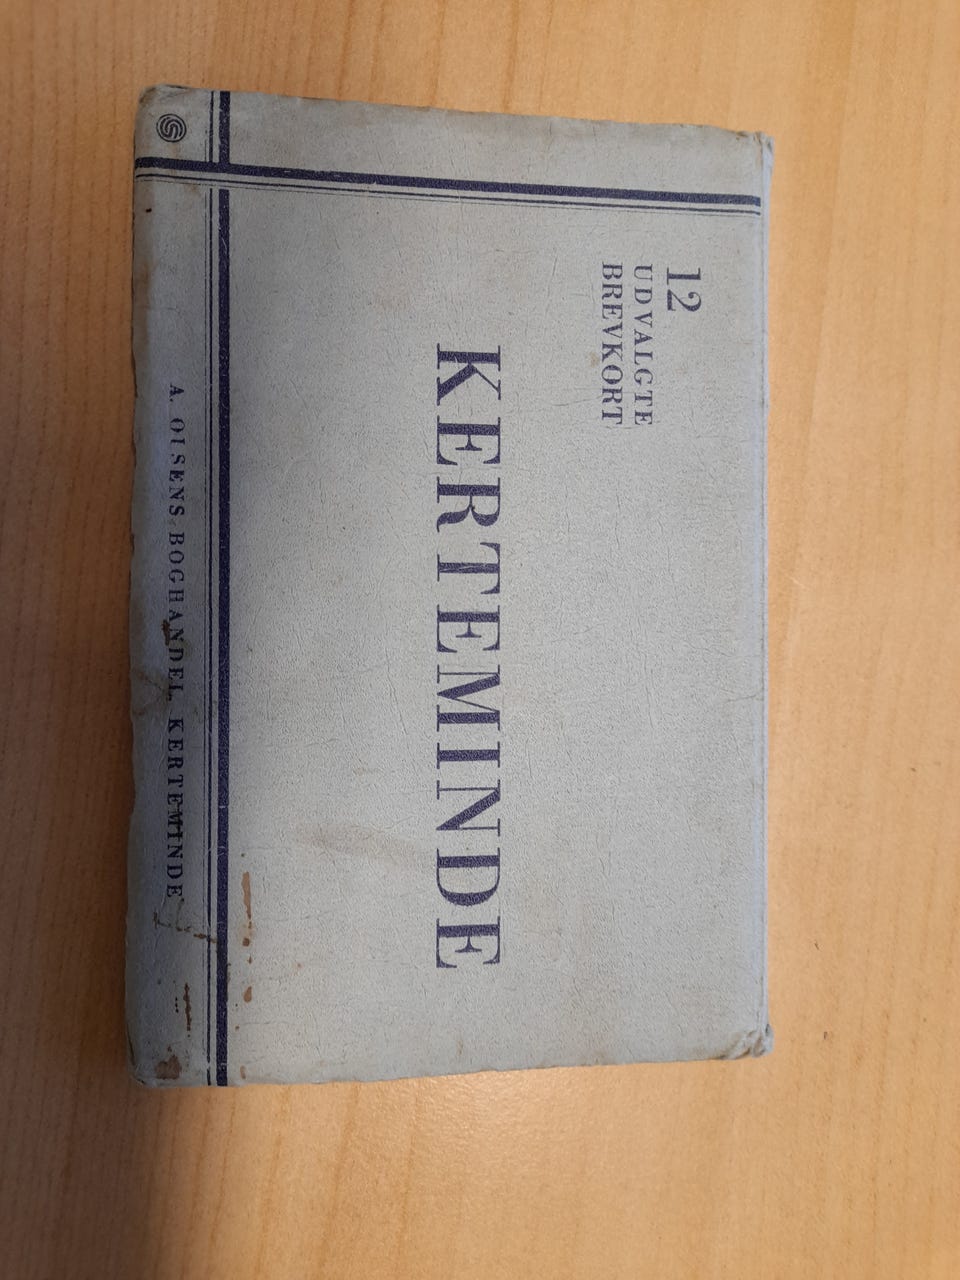 12
UDVALGTE
BREVKORT
KERTEMINDE
A. OLSENS BOGHANDEL, KERTEMINDE